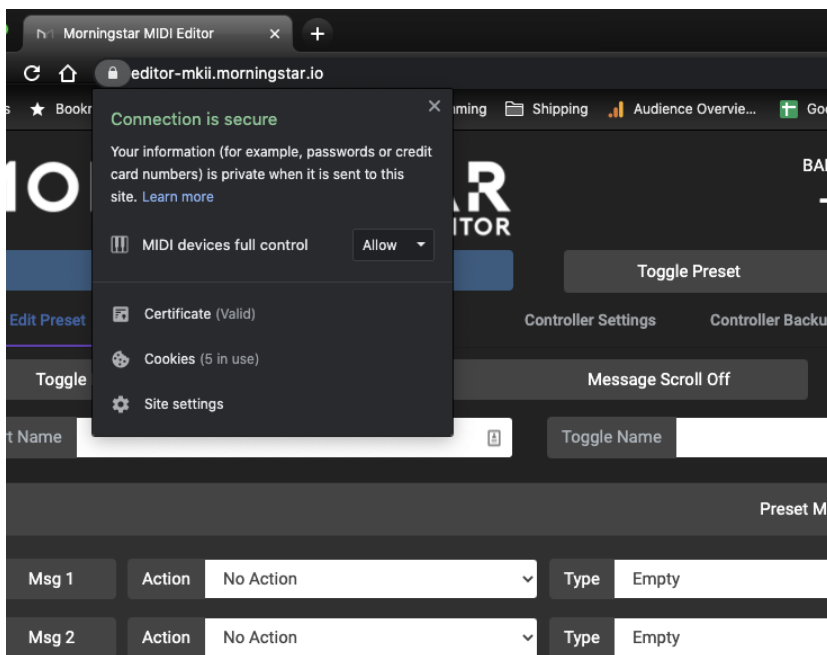 Morningstar MIDI Editor
editor-mkii.morningstar.io
Shipping
Audience Overvie...
Connection is secure
Your information (for example, passwords or credit
card numbers) is private when it is sent to this
site. Learn more
MIDI devices full control Allow
Certificate (Valid)
Cookies (5 in use)
Site settings
Toggle Preset
Edit Preset
Controller Settings
Toggle
Message Scroll Off
Name
Toggle Name
Preset
Msg 1 Action No Action Type Empty
Msg 2 Action No Action Type Empty